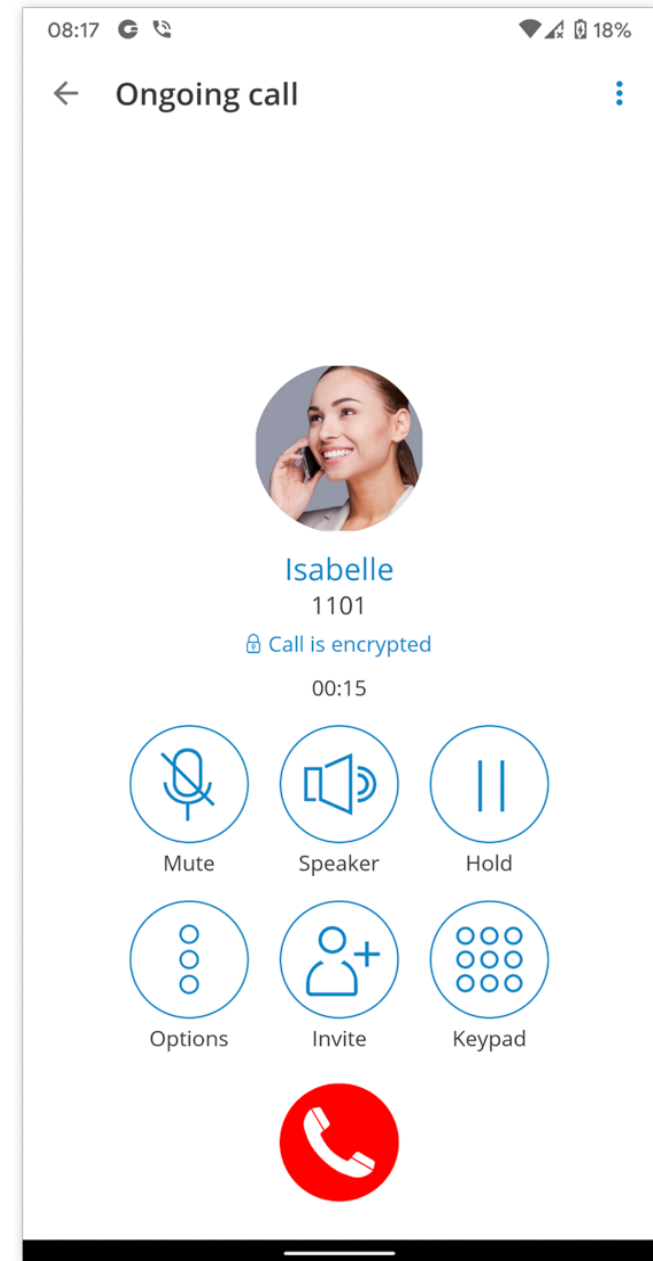 08:17 18%
Ongoing call
Isabelle
1101
Call is encrypted
00:15
Mute Speaker Hold
Options Invite Keypad